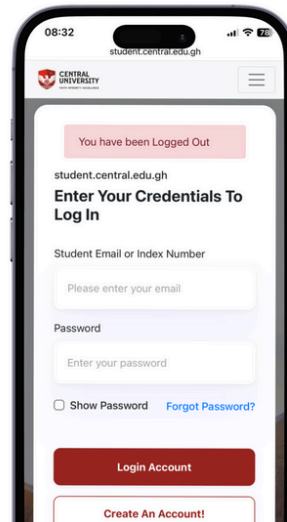 08:32
student.central.edu.gh
CENTRAL
UNIVERSITY
You have been Logged Out
student.central.edu.gh
Enter Your Credentials To
Log In
Student Email or Index Number
Please enter your email
Password
Enter your password
Show Password Forgot Password?
Login Account
Create An Account!